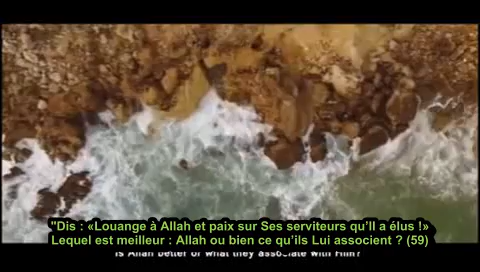 "Dis : «Louange à Allah et paix sur Ses serviteurs qu'Il a élus !»
Lequel est meilleur : Allah ou bien ce qu'ils Lui associent ? (59)
Is Allah better or what they associate with Him?